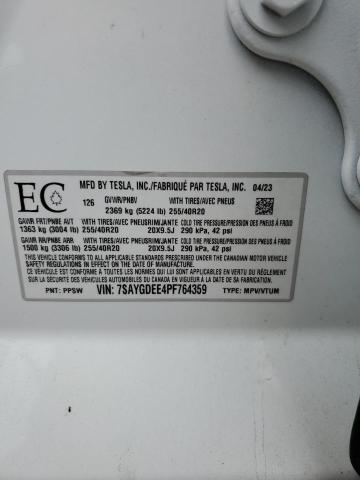 EC
MFD BY TESLA, INC./FABRIQUÉ PAR TESLA, INC. 04/23
126 GVWR/PNBV WITH TIRES/AVEC PNEUS
2369 kg (5224 lb) 255/40R20
GAWR FRT/PNBE AVT WITH TIRES/AVEC PNEUS RIM/JANTE COLD TIRE PRESSURE/PRESSION DES PNEUS À FROID
1363 kg (3004 lb) 255/40R20 20X9.5J 290 kPa, 42 psi
GAWR RR/PNBE ARR WITH TIRES/AVEC PNEUS RIM/JANTE COLD TIRE PRESSURE/PRESSION DES PNEUS À FROID
1500 kg (3306 lb) 255/40R20 20X9.5J 290 kPa, 42 psi
THIS VEHICLE CONFORMS TO ALL APPLICABLE STANDARDS PRESCRIBED UNDER THE CANADIAN MOTOR VEHICLE
SAFETY REGULATIONS IN EFFECT ON THE DATE OF MANUFACTURE
CE VÉHICULE EST CONFORME À TOUTES LES NORMES QUI LUI SONT APPLICABLES EN VERTU DU RÈGLEMENT
SUR LA SÉCURITÉ DES VÉHICULES AUTOMOBILES DU CANADA EN VIGUEUR À LA DATE DE SA FABRICATION.
PNT: PPSW VIN: 7SAYGDEE4PF764359 TYPE: MPV/VTUM